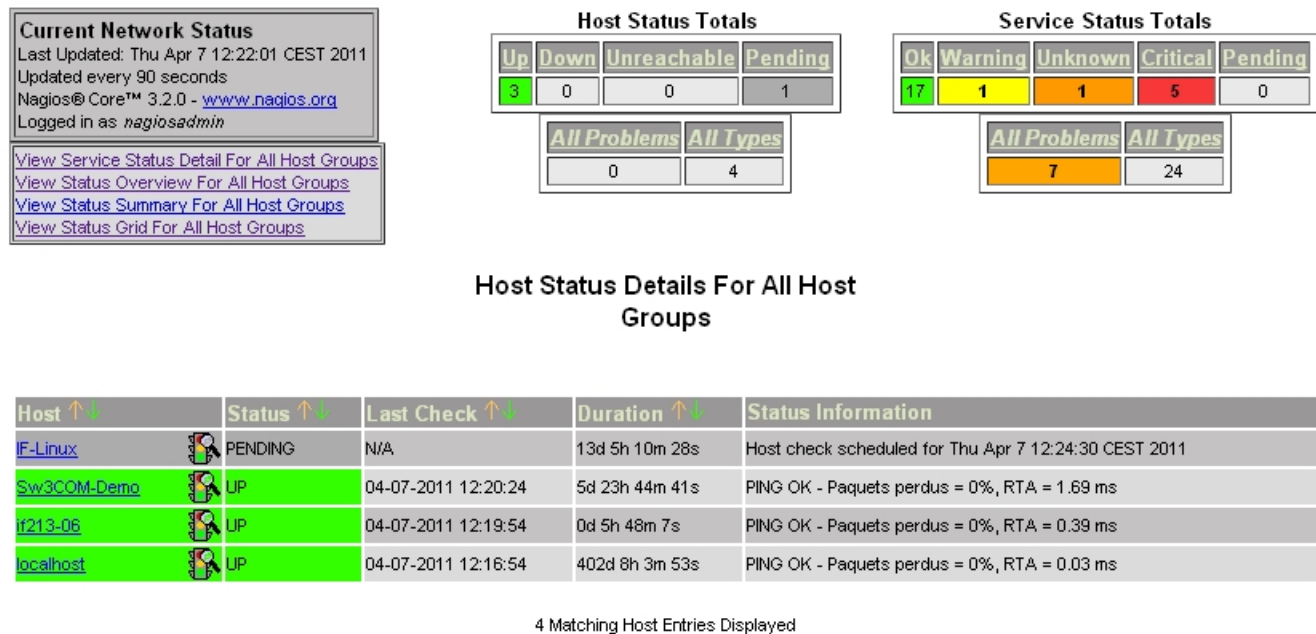 Current Network Status
Last Updated: Thu Apr 7 12:22:01 CEST 2011
Updated every 90 seconds
Nagios® Core™ 3.2.0 - www.nagios.org
Logged in as nagiosadmin
View Service Status Detail For All Host Groups
View Status Overview For All Host Groups
View Status Summary For All Host Groups
View Status Grid For All Host Groups
Host Status Totals
Up Down Unreachable Pending
3 0 0 1
All Problems All Types
0 4
Service Status Totals
Ok Warning Unknown Critical Pending
17 1 1 5 0
All Problems All Types
7 24
Host Status Details For All Host
Groups
Host Status Last Check Duration Status Information
IF-Linux PENDING N/A 13d 5h 10m 28s Host check scheduled for Thu Apr 7 12:24:30 CEST 2011
Sw3COM-Demo UP 04-07-2011 12:20:24 5d 23h 44m 41s PING OK - Paquets perdus = 0%, RTA = 1.69 ms
if213-06 UP 04-07-2011 12:19:54 0d 5h 48m 7s PING OK - Paquets perdus = 0%, RTA = 0.39 ms
localhost UP 04-07-2011 12:16:54 402d 8h 3m 53s PING OK - Paquets perdus = 0%, RTA = 0.03 ms
4 Matching Host Entries Displayed